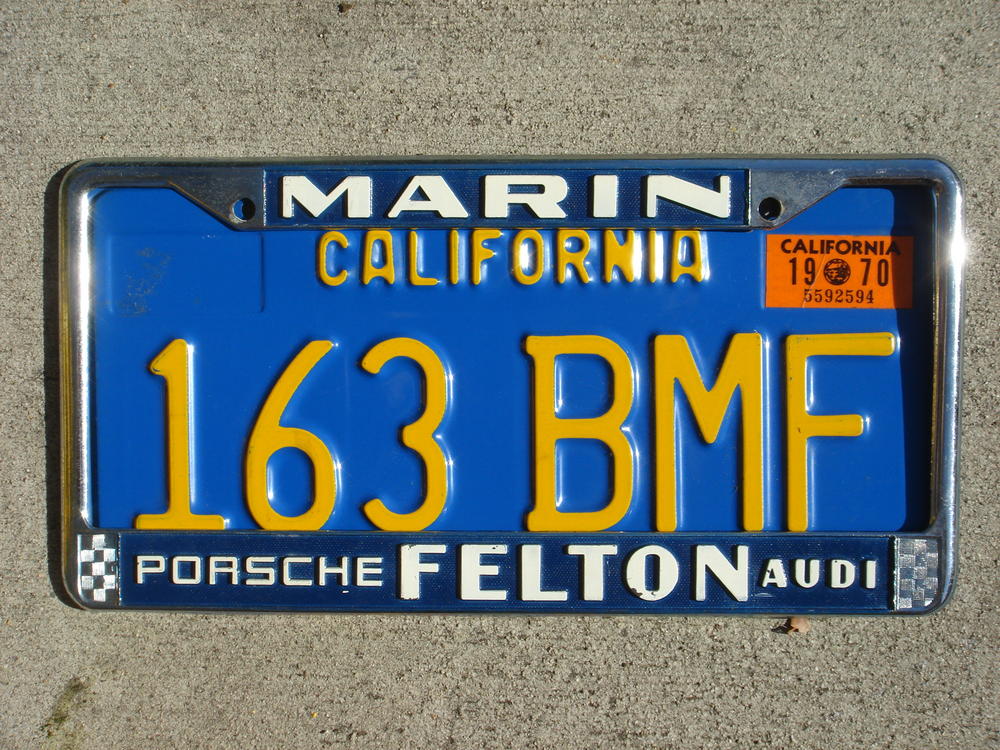 MARIN
CALIFORNIA
CALIFORNIA
19 70
5592594
163 BMF
PORSCHE FELTON AUDI